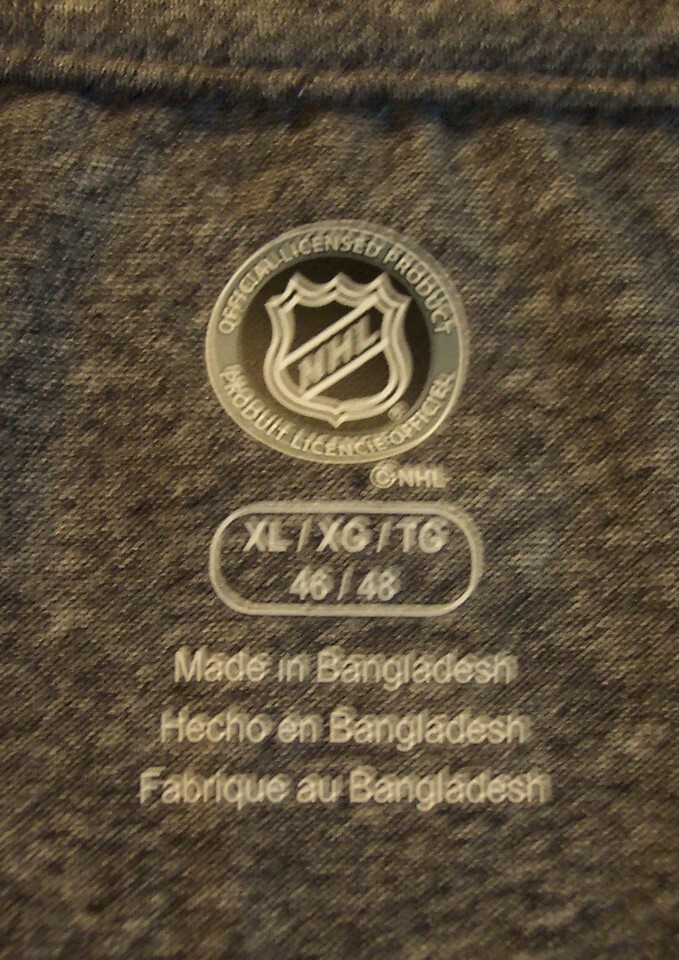 OFFICIAL LICENSED PRODUCT
NHL
®
PRODUIT LICENCIE OFFICIEL
© NHL
XL / XG / TG
46 / 48
Made in Bangladesh
Hecho en Bangladesh
Fabrique au Bangladesh